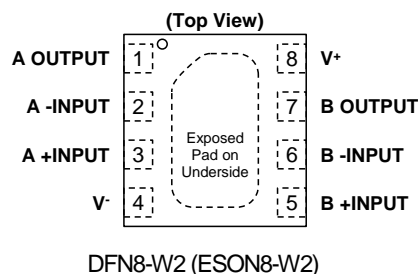 (Top View)
A OUTPUT 1 8 V+
A -INPUT 2 7 B OUTPUT
A +INPUT 3 6 B -INPUT
V- 4 5 B +INPUT
Exposed
Pad on
Underside
DFN8-W2 (ESON8-W2)